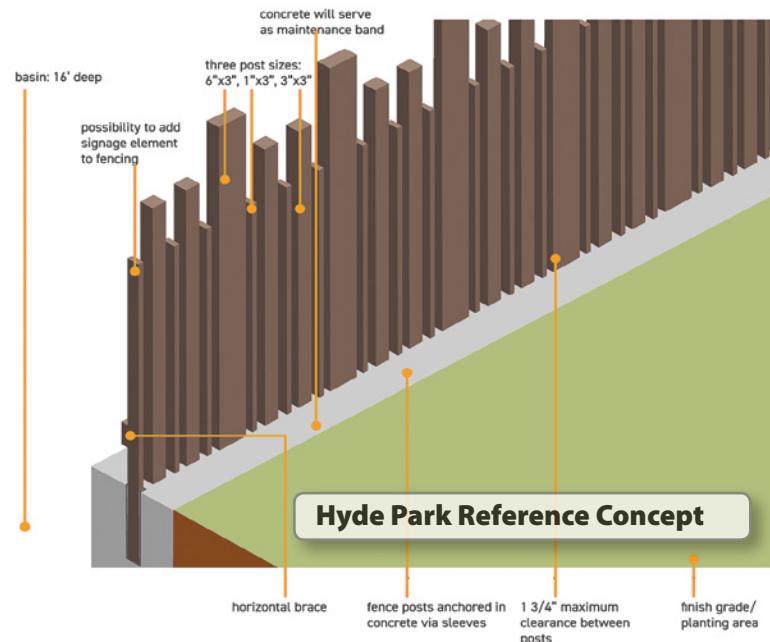 concrete will serve
as maintenance band
basin: 16' deep
three post sizes:
6"x3", 1"x3", 3"x3"
possibility to add
signage element
to fencing
Hyde Park Reference Concept
horizontal brace
fence posts anchored in
concrete via sleeves
1 3/4" maximum
clearance between
posts
finish grade/
planting area